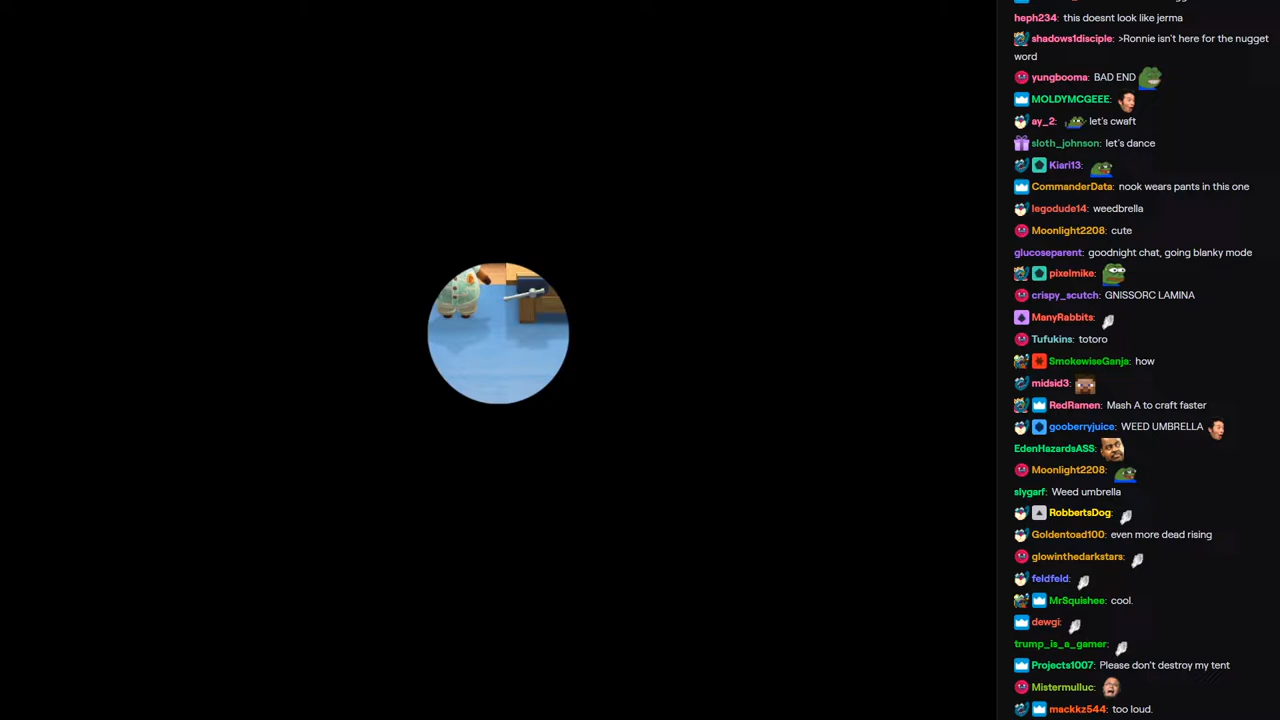 heph234: this doesnt look like jerma
shadows1disciple: >Ronnie isn't here for the nugget
word
yungbooma: BAD END
MOLDYMCGEEE:
ay_2: let's cwaft
sloth_johnson: let's dance
Kiari13:
CommanderData: nook wears pants in this one
legodude14: weedbrella
Moonlight2208: cute
glucoseparent: goodnight chat, going blanky mode
pixelmike:
crispy_scutch: GNISSORC LAMINA
ManyRabbits:
Tufukins: totoro
SmokewiseGanja: how
midsid3:
RedRamen: Mash A to craft faster
gooberryjuice: WEED UMBRELLA
EdenHazardsASS:
Moonlight2208:
slygarf: Weed umbrella
RobbertsDog:
Goldentoad100: even more dead rising
glowinthedarkstars:
feldfeld:
MrSquishee: cool.
dewgi:
trump_is_a_gamer:
Projects1007: Please don't destroy my tent
Mistermulluc:
mackkz544: too loud.